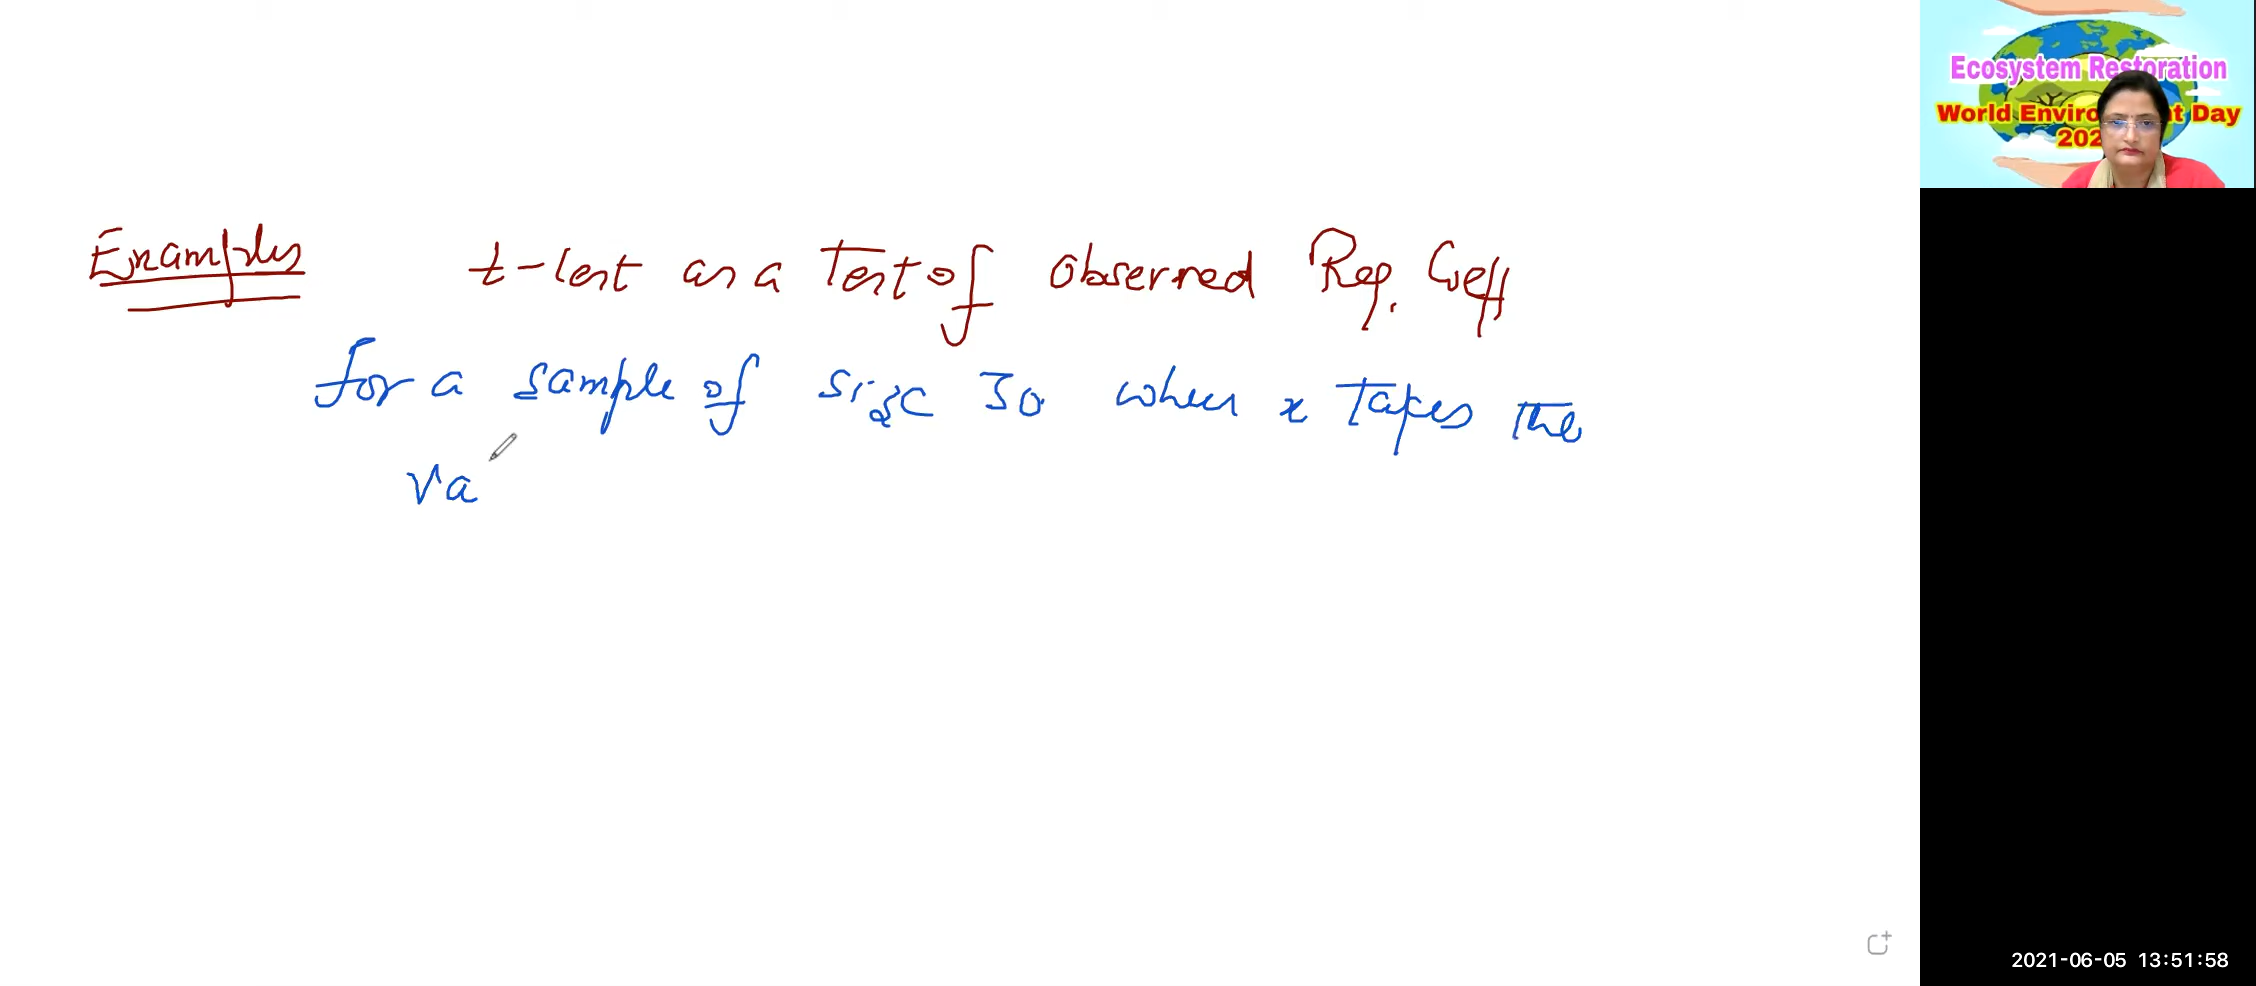 Examples t-test as a Test of observed Reg. Coeff
for a sample of size 30 when x takes the
va
Ecosystem Restoration
World Enviro t Day
202
2021-06-05 13:51:58